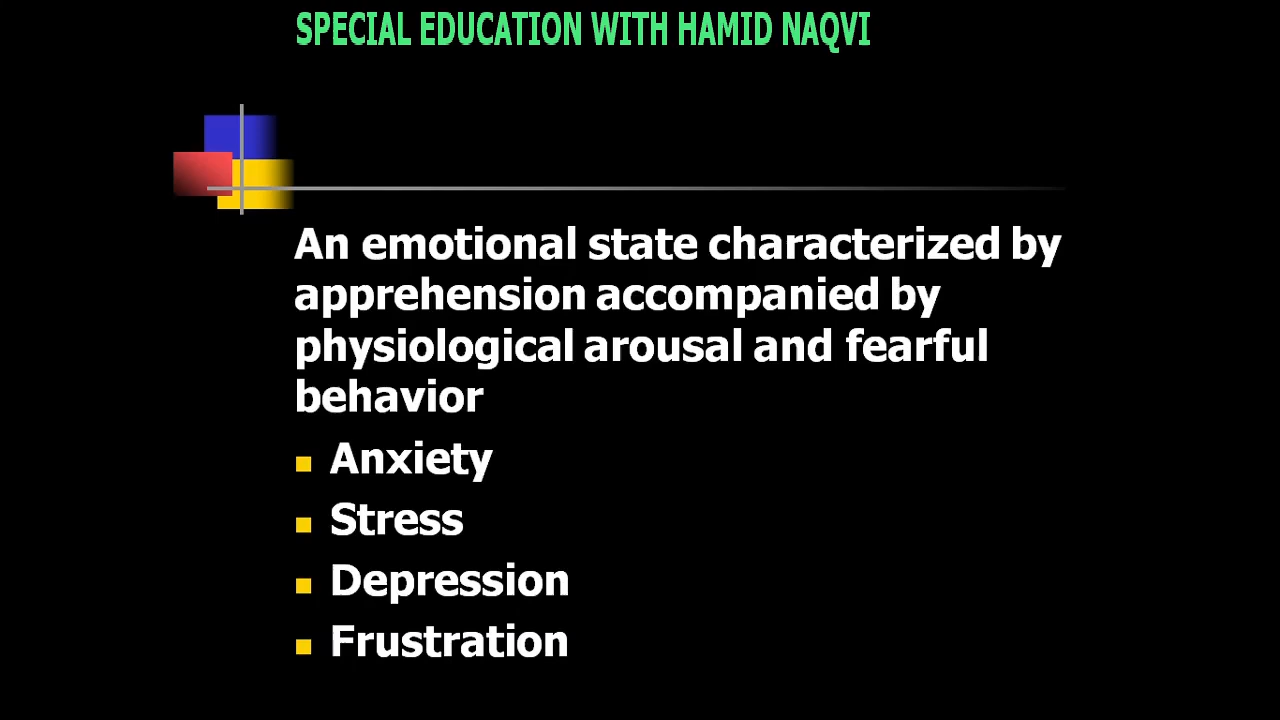 SPECIAL EDUCATION WITH HAMID NAQVI
An emotional state characterized by
apprehension accompanied by
physiological arousal and fearful
behavior
Anxiety
Stress
Depression
Frustration